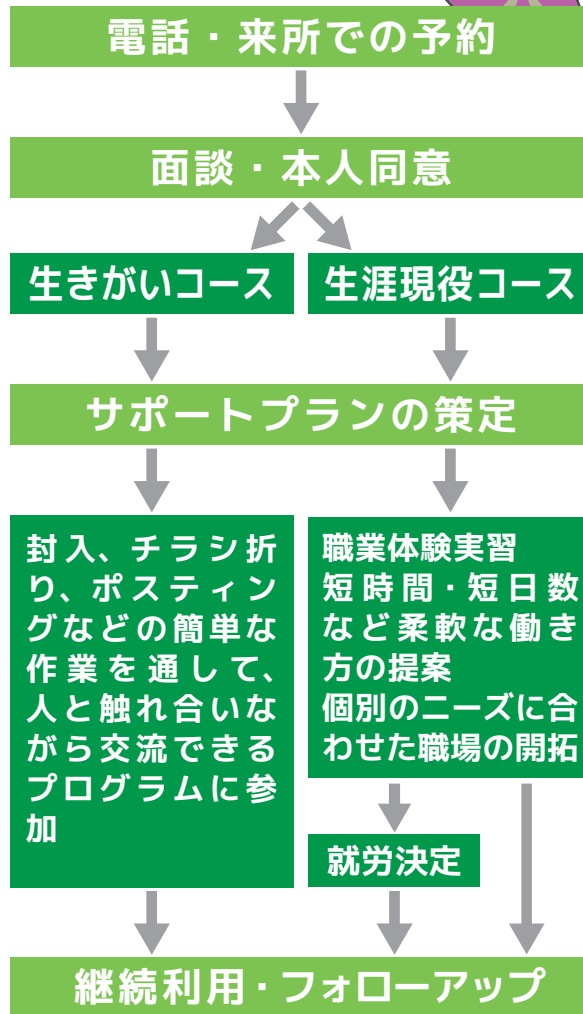 電話・来所での予約
面談・本人同意
生きがいコース
生涯現役コース
サポートプランの策定
封入、チラシ折
り、ポスティン
グなどの簡単な
作業を通して、
人と触れ合いな
がら交流できる
プログラムに参
加
職業体験実習
短時間・短日数
など柔軟な働き
方の提案
個別のニーズに合
わせた職場の開拓
就労決定
継続利用・フォローアップ